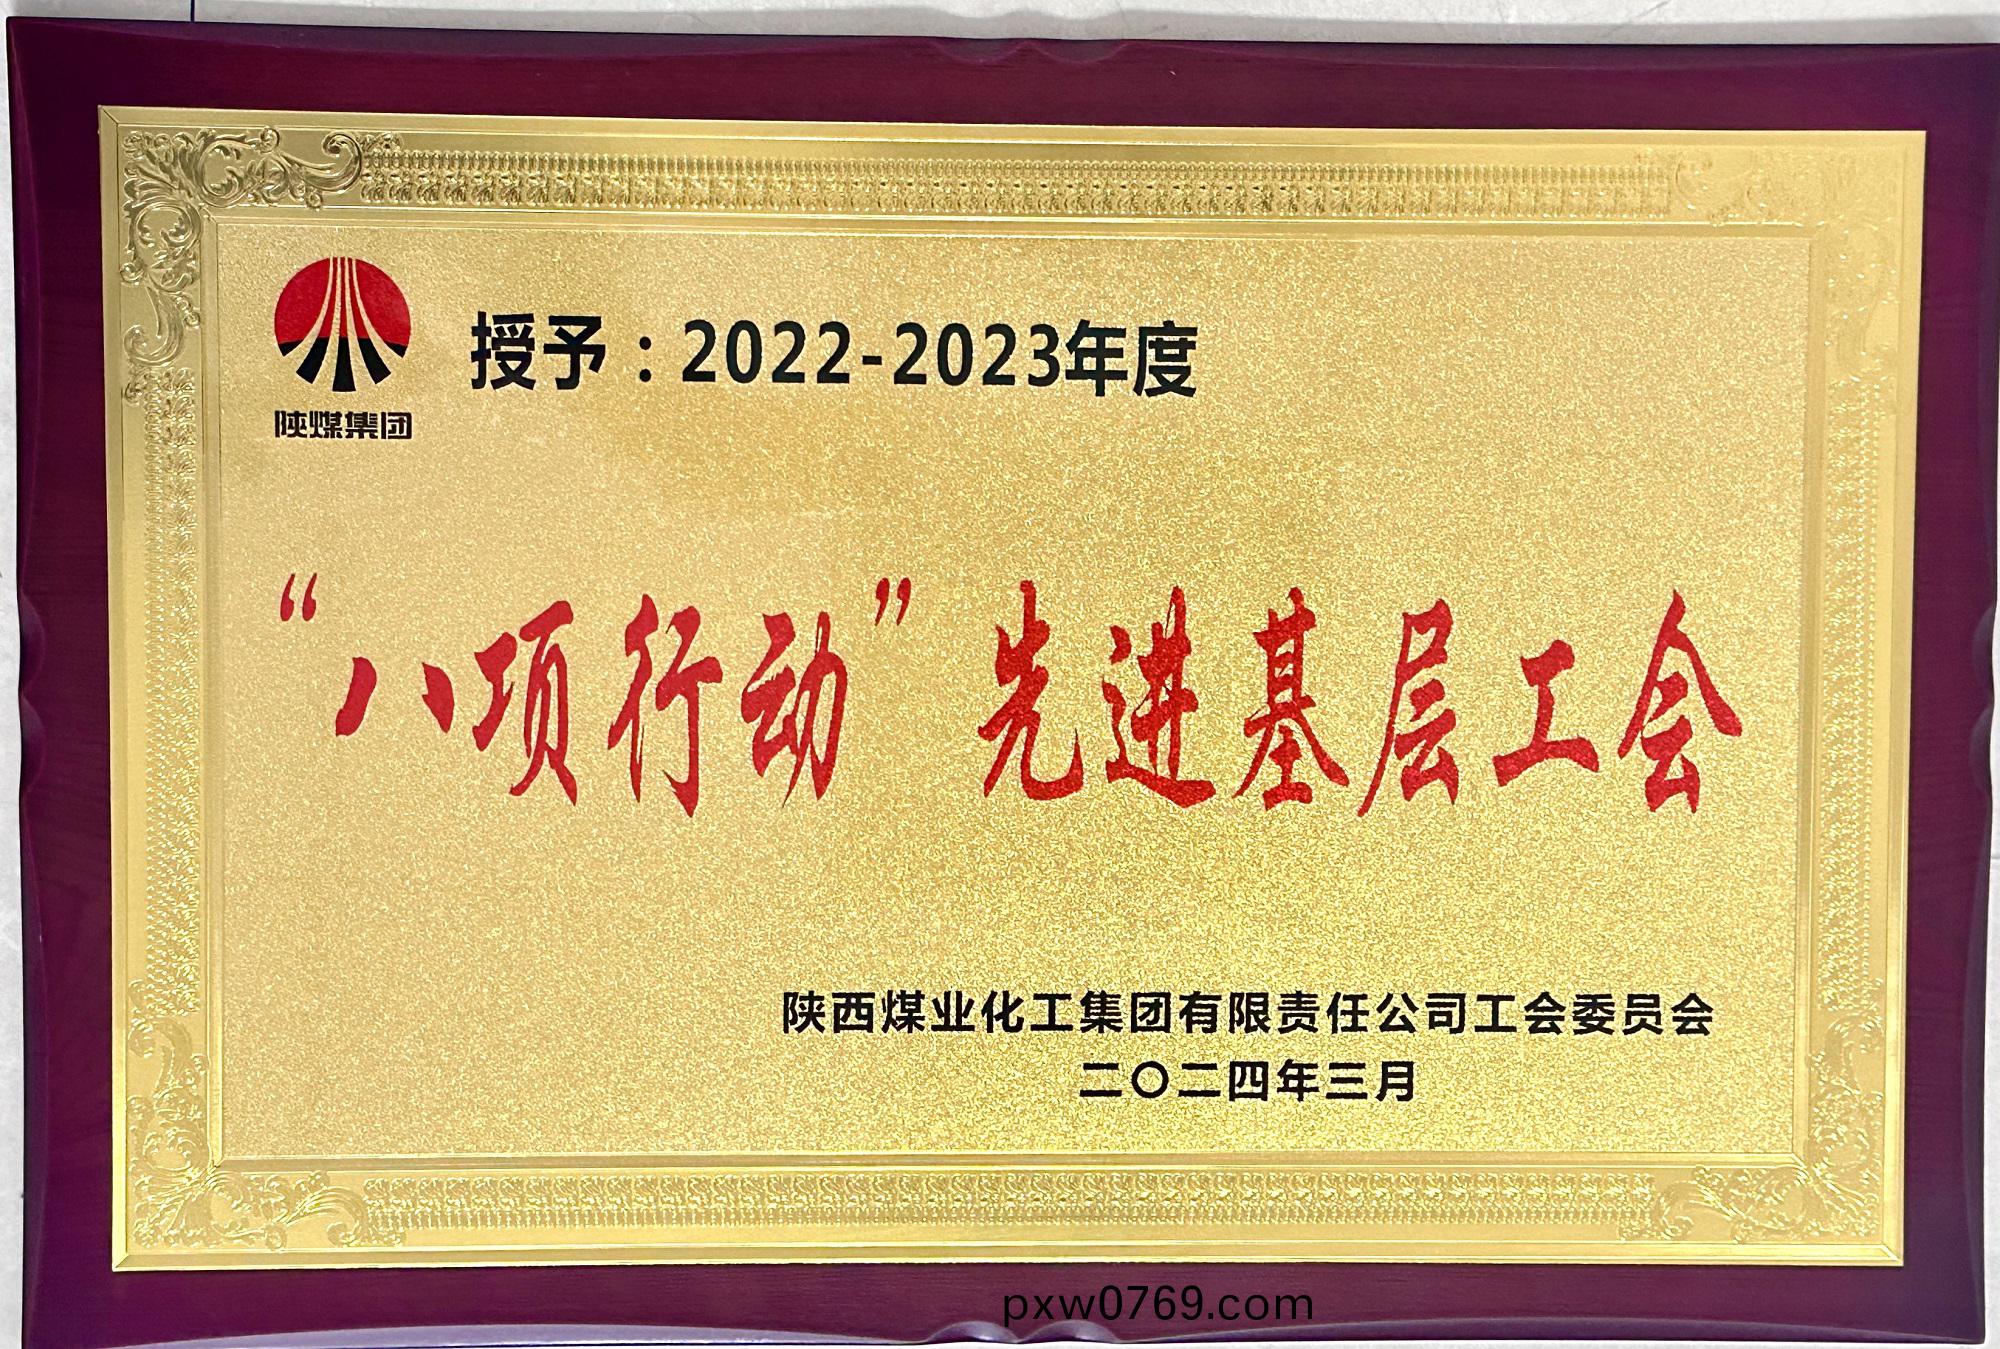 授予：2022-2023年度
陕煤集团
“八项行动”先进基层工会
陕西煤业化工集团有限责任公司工会委员会
二〇二四年三月
pxw0769.com